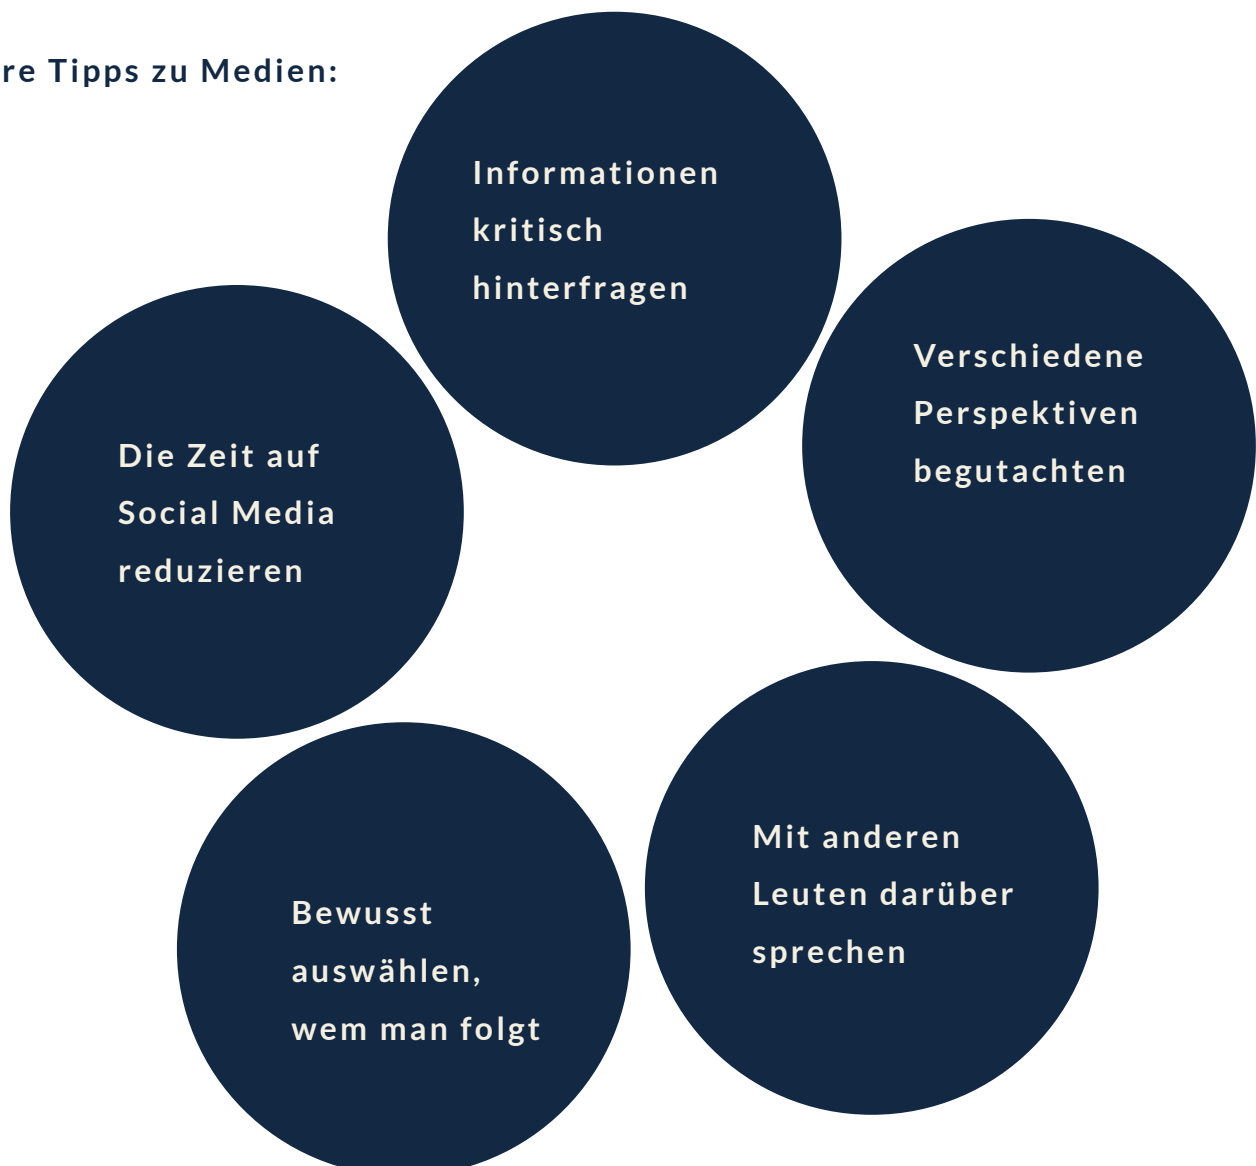 re Tipps zu Medien:
Informationen
kritisch
hinterfragen
Verschiedene
Perspektiven
begutachten
Die Zeit auf
Social Media
reduzieren
Mit anderen
Leuten darüber
sprechen
Bewusst
auswählen,
wem man folgt